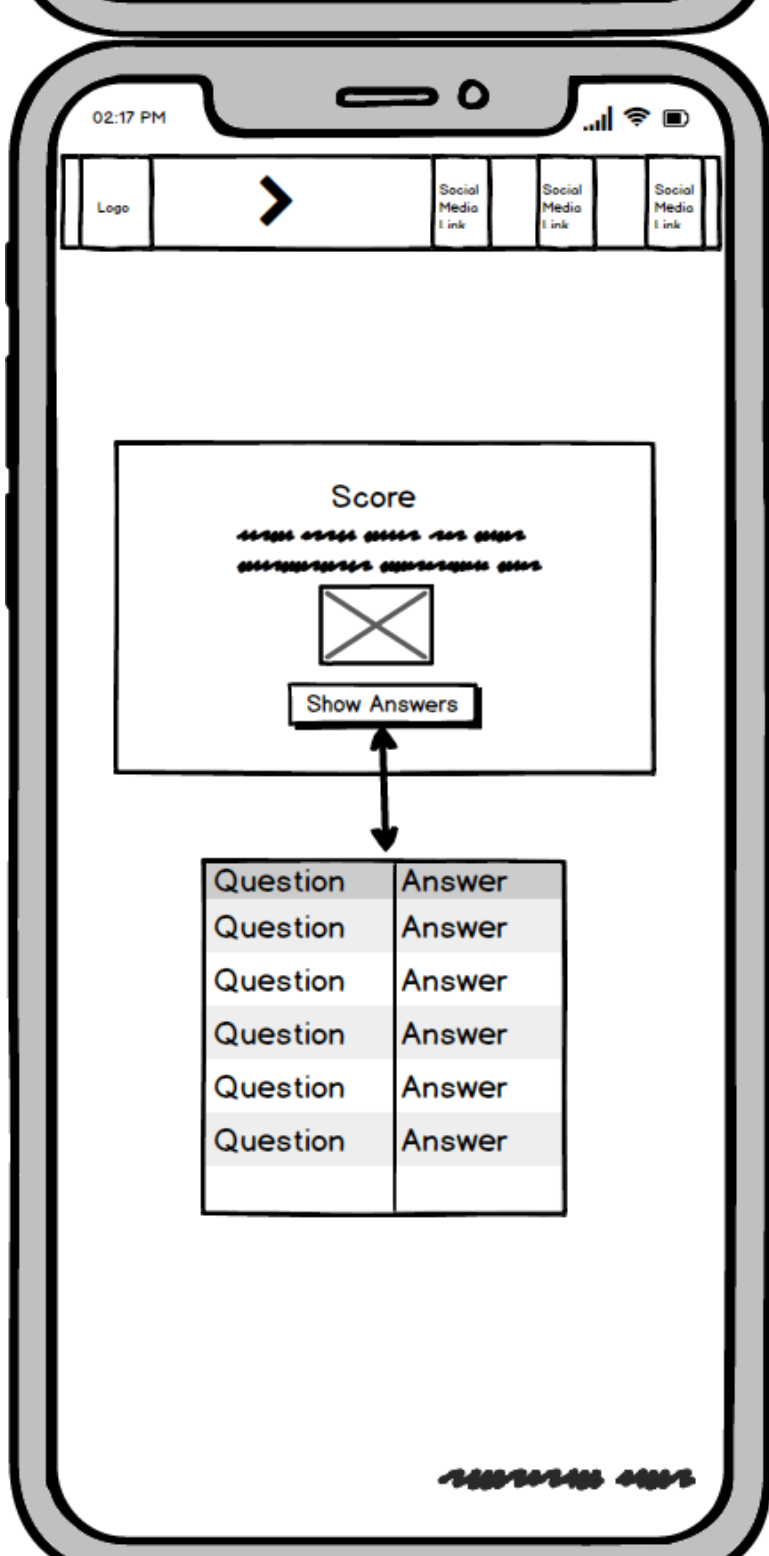 02:17 PM
Logo
Social Media Link
Social Media Link
Social Media Link
Score
Show Answers
Question Answer
Question Answer
Question Answer
Question Answer
Question Answer
Question Answer